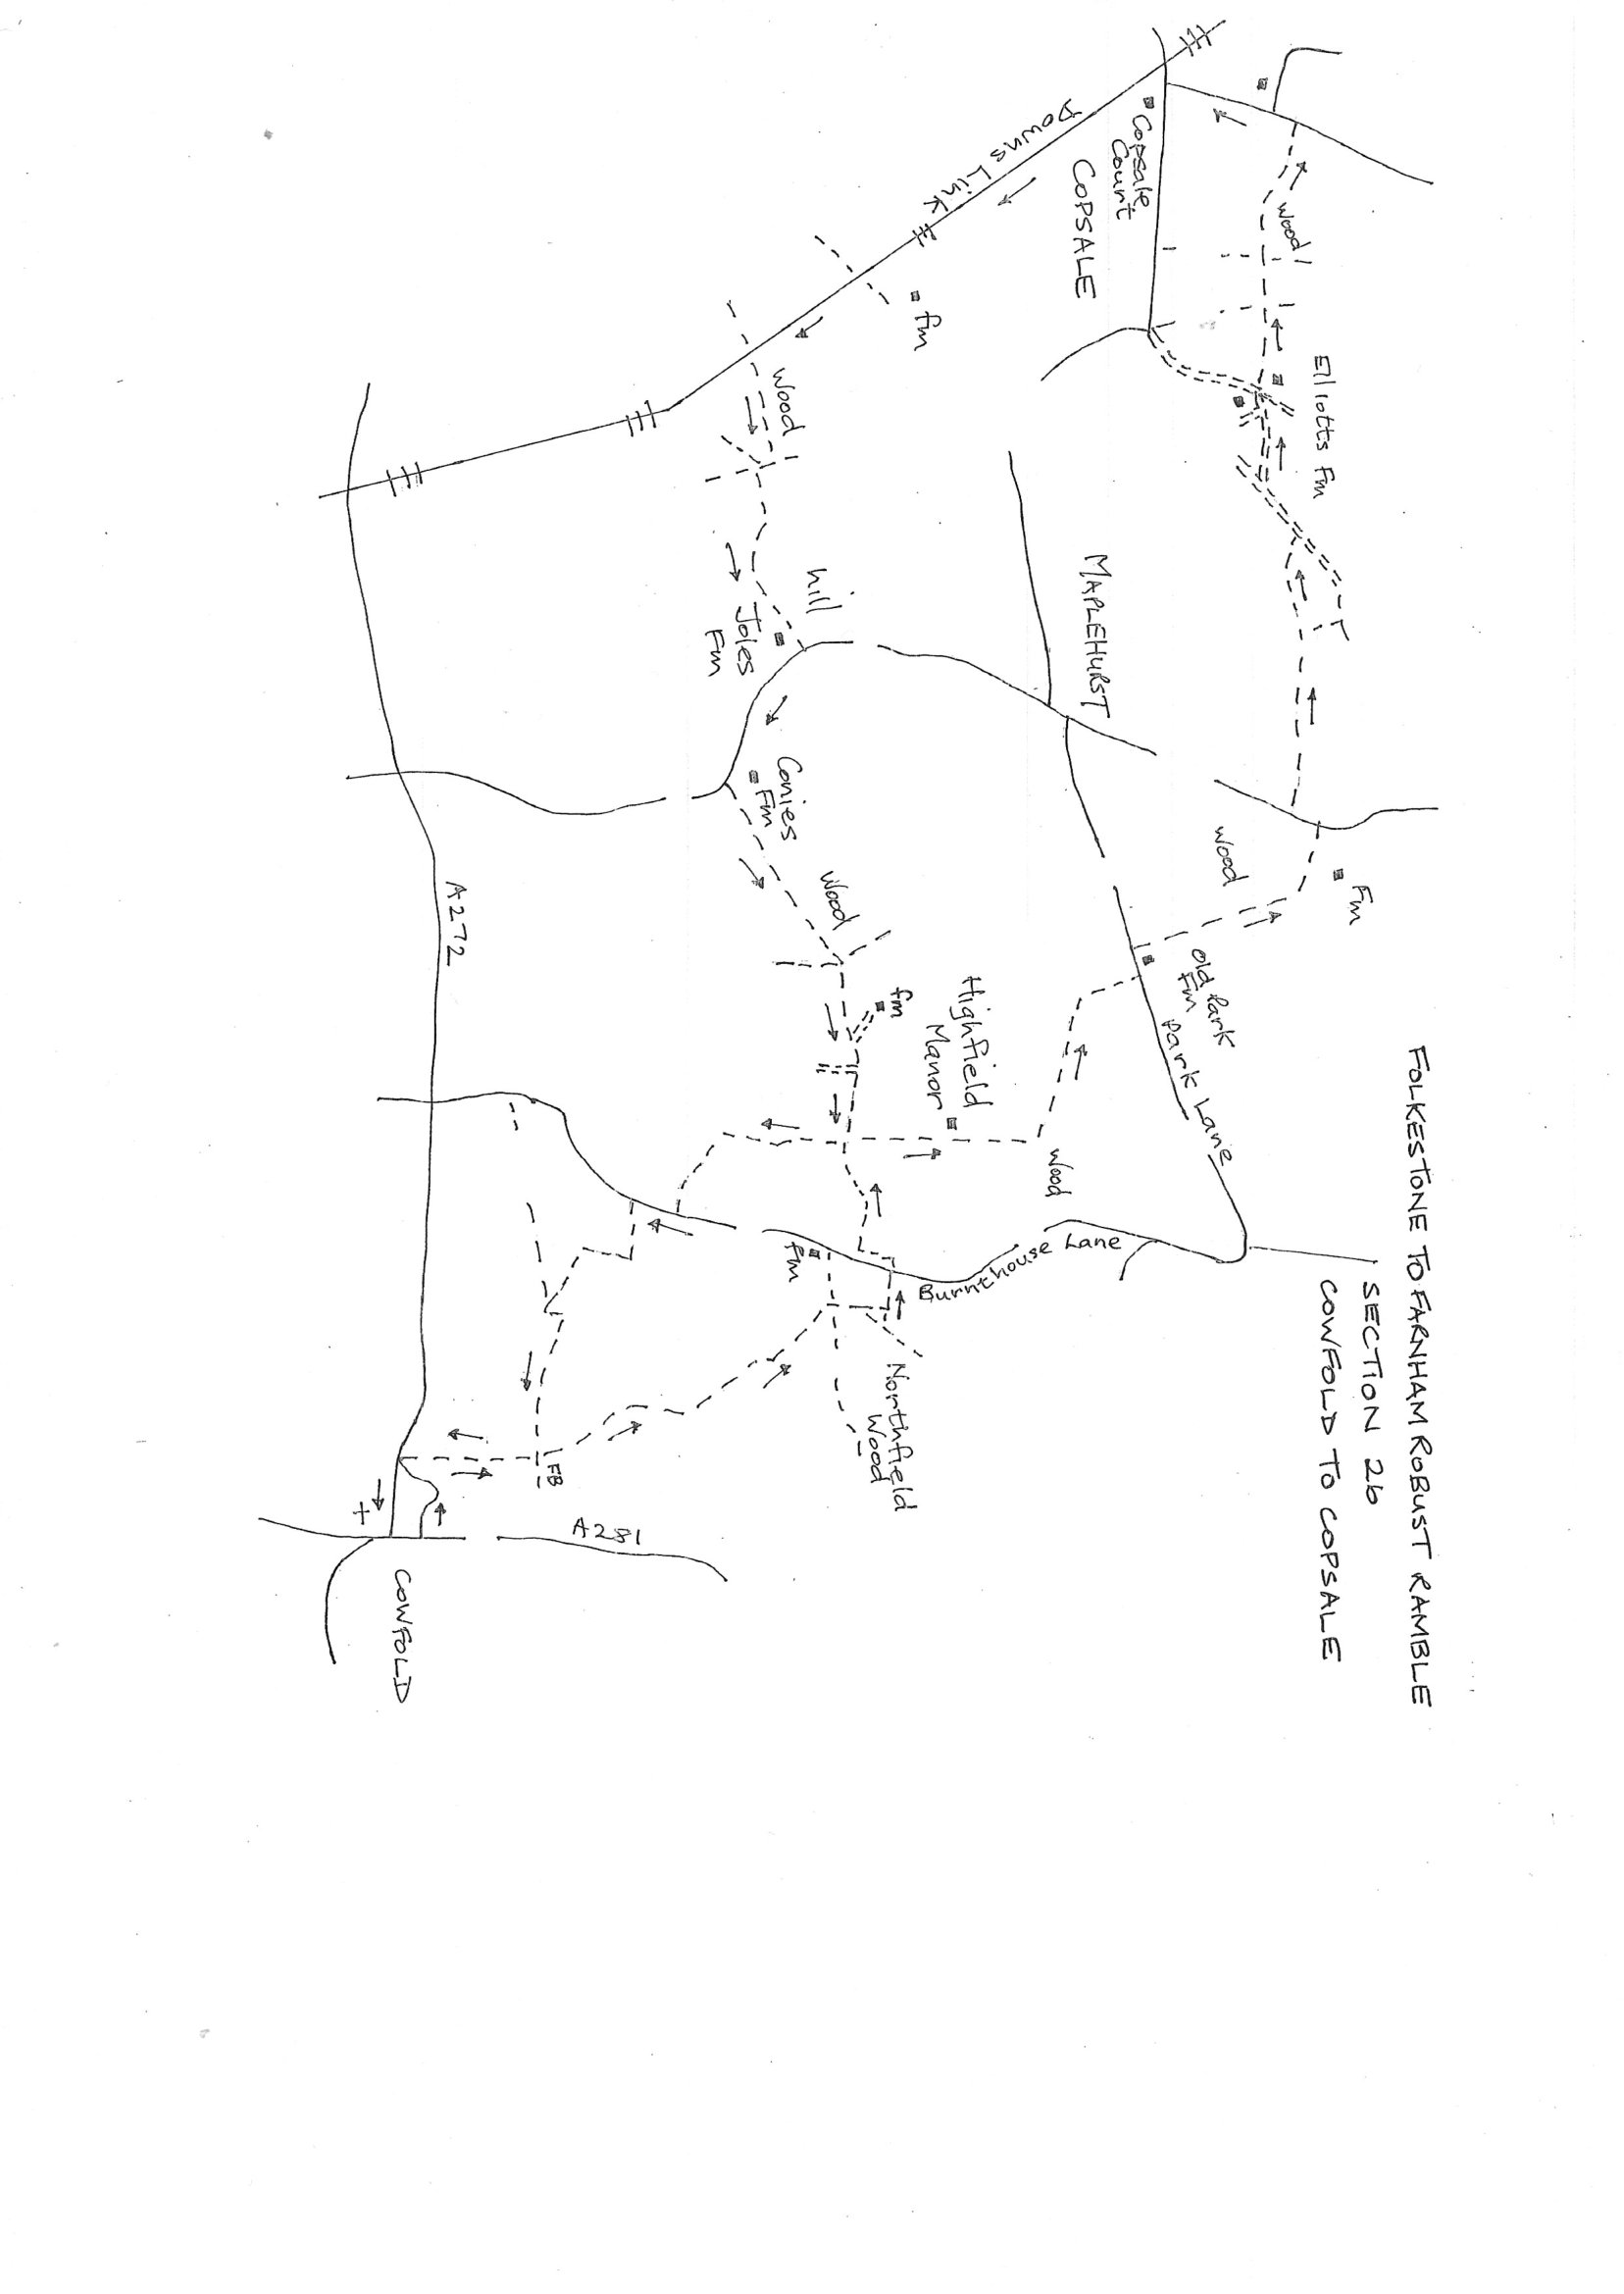 FOLKESTONE TO FARNHAM ROBUST RAMBLE
SECTION 26
COWFOLD TO COPSALE
Elliotts Fm
Wood
Fm
Wood
Old Park
Fm
Park Lane
Copsale
Court
COPSALE
MAPLEHURST
Downs Link
fm
Highfield
Manor
Wood
Burnthouse Lane
Wood
hill
Joles
Fm
Conies
Fm
Wood
fm
fm
Northfield
Wood
FB
A272
A281
COWFOLD